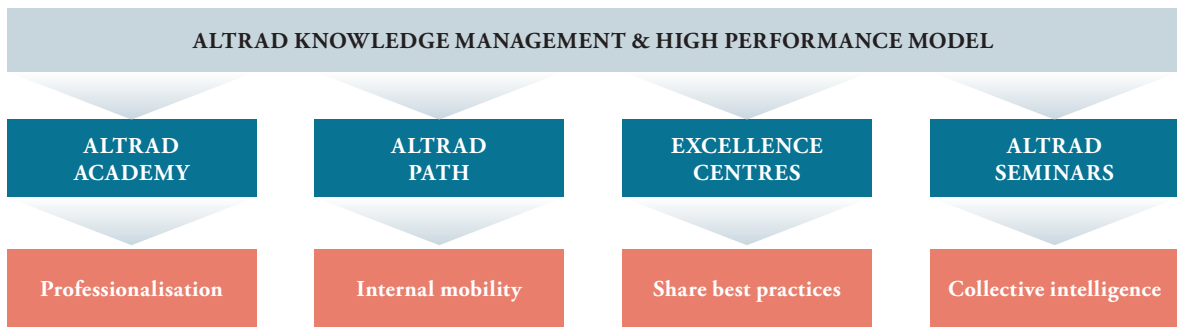 ALTRAD KNOWLEDGE MANAGEMENT & HIGH PERFORMANCE MODEL
ALTRAD
ACADEMY
ALTRAD
PATH
EXCELLENCE
CENTRES
ALTRAD
SEMINARS
Professionalisation
Internal mobility
Share best practices
Collective intelligence